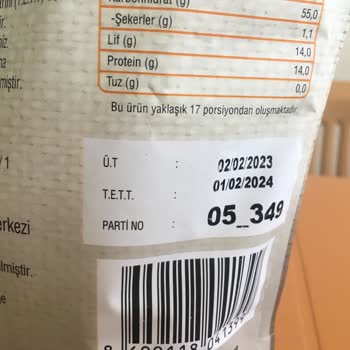 Karbonhidrat (g) 55,0
-Şekerler (g) 1,1
Lif (g) 14,0
Protein (g) 14,0
Tuz (g) 0,0
Bu ürün yaklaşık 17 porsiyondan oluşmaktadır.
Ü.T : 02/02/2023
T.E.T.T. : 01/02/2024
PARTİ NO : 05_349